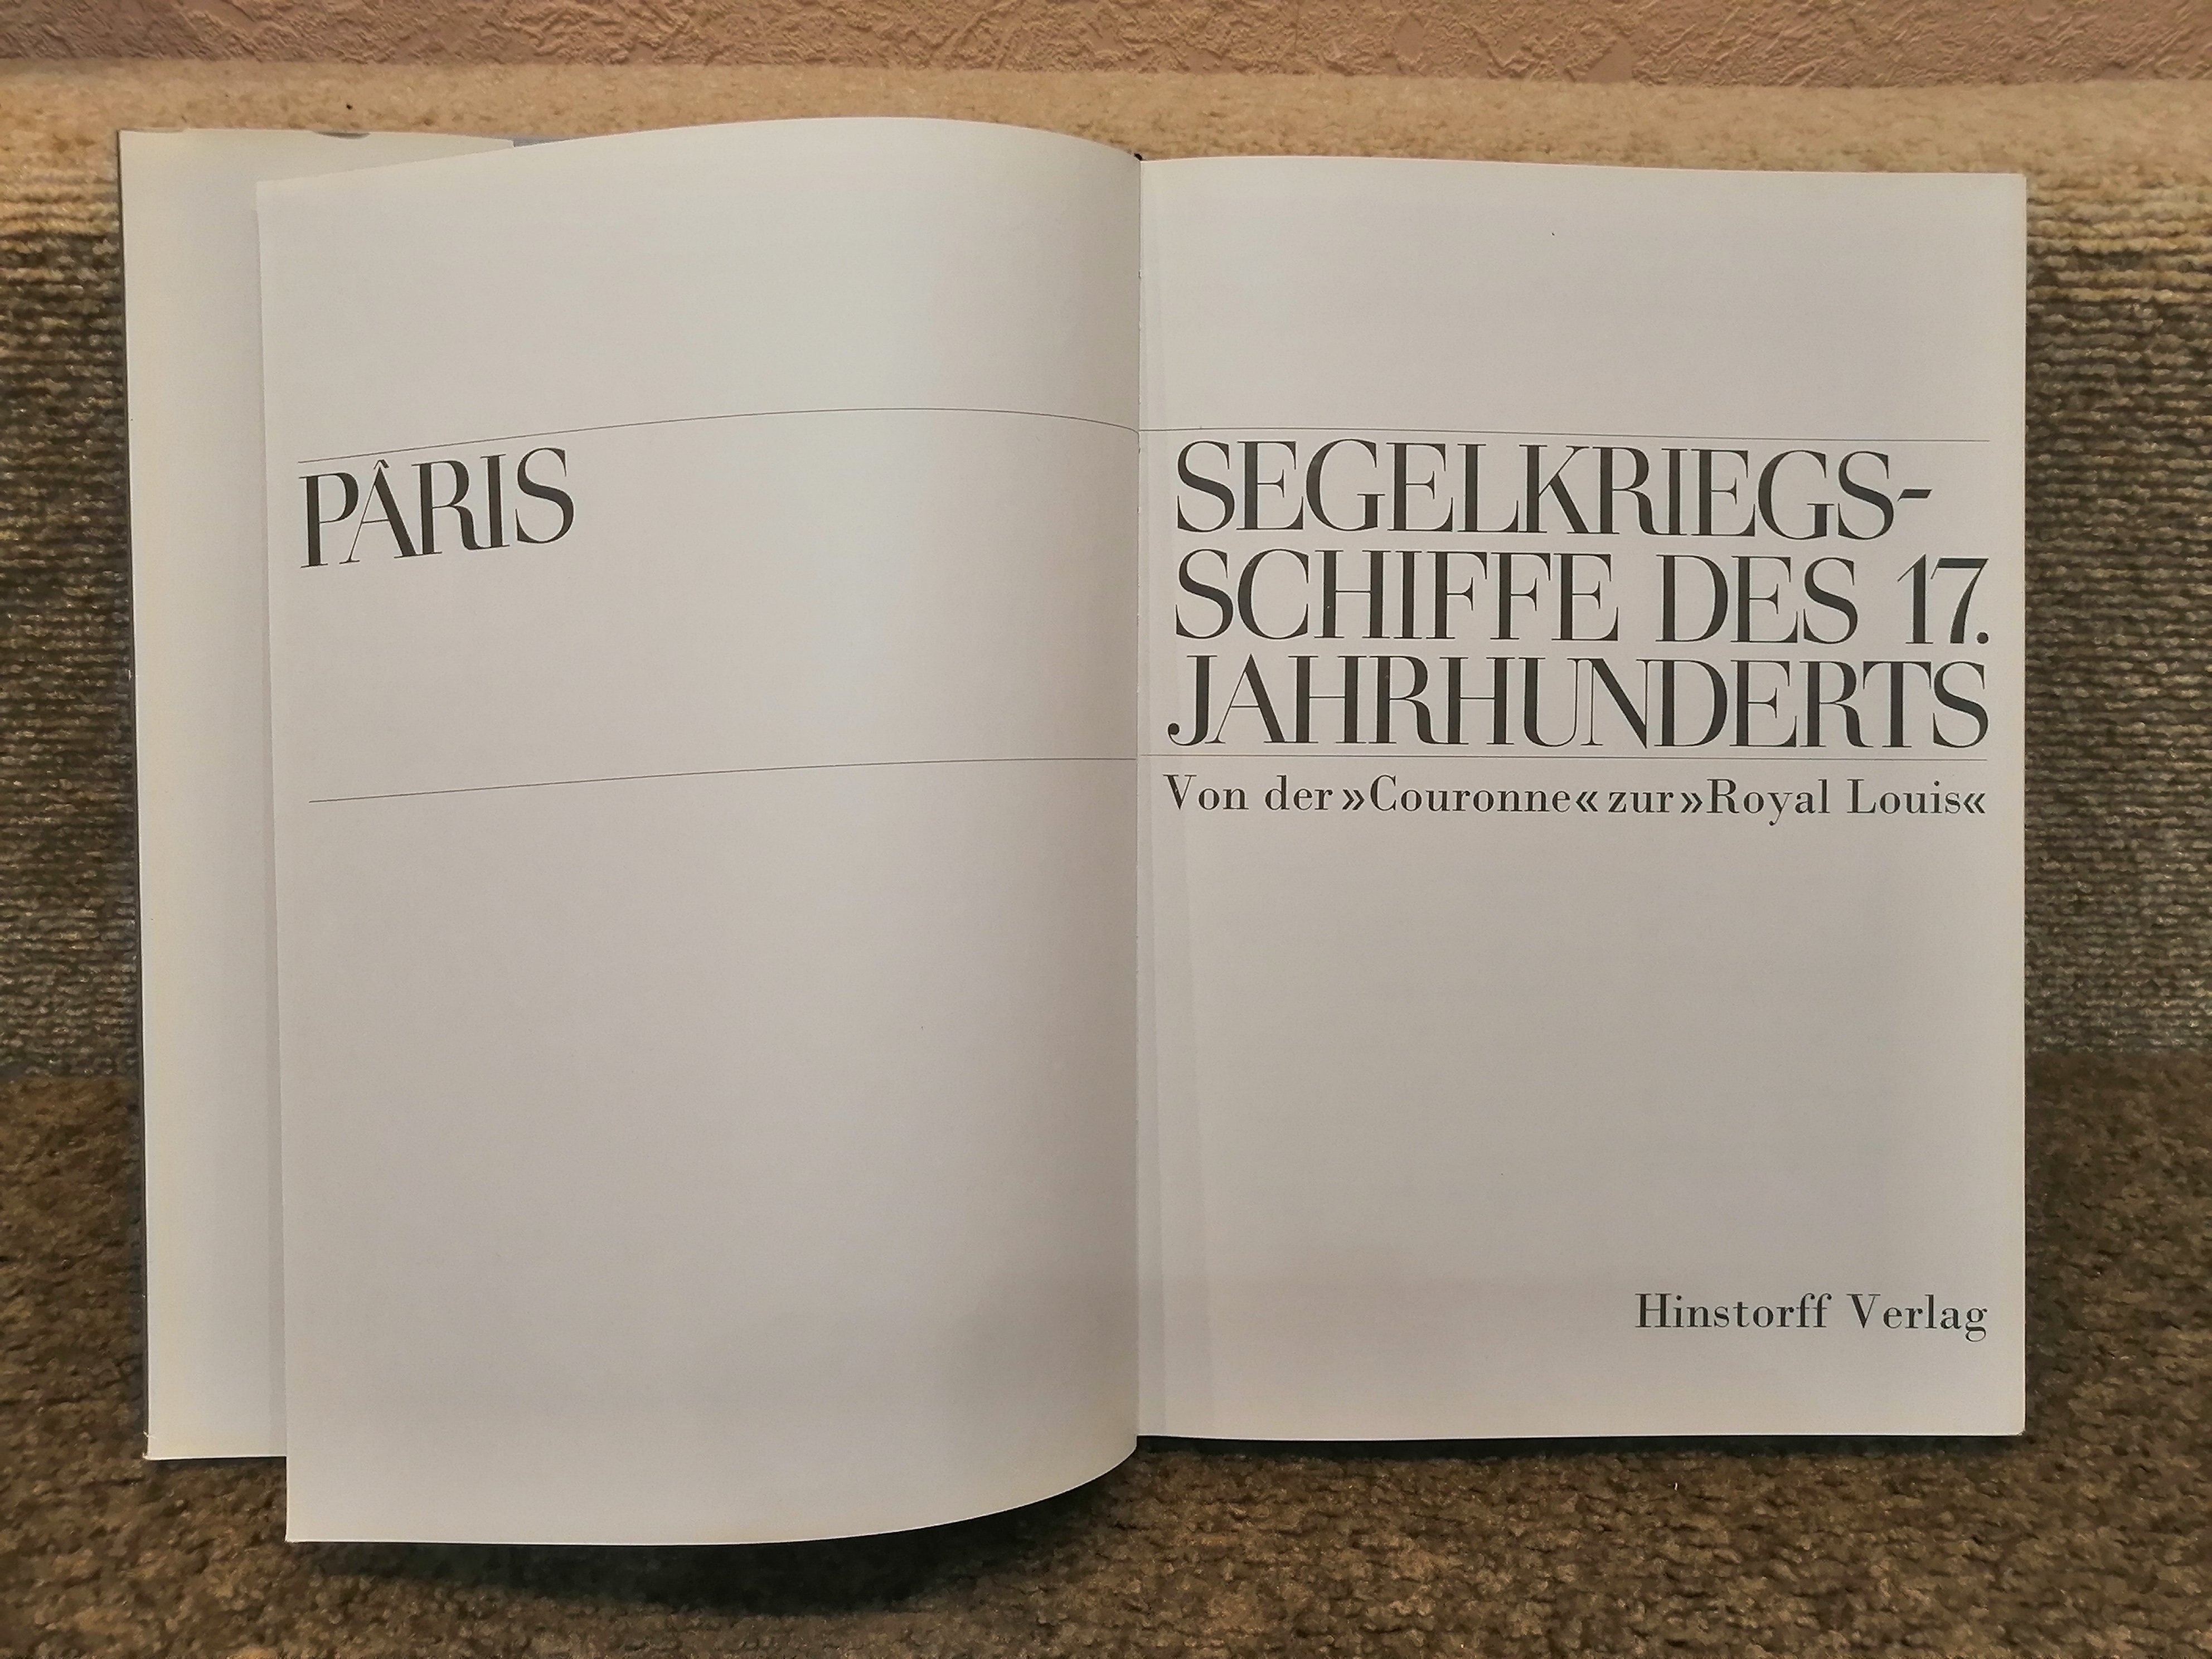 PÂRIS
SEGELKRIEGS-
SCHIFFE DES 17.
JAHRHUNDERTS
Von der »Couronne« zur »Royal Louis«
Hinstorff Verlag